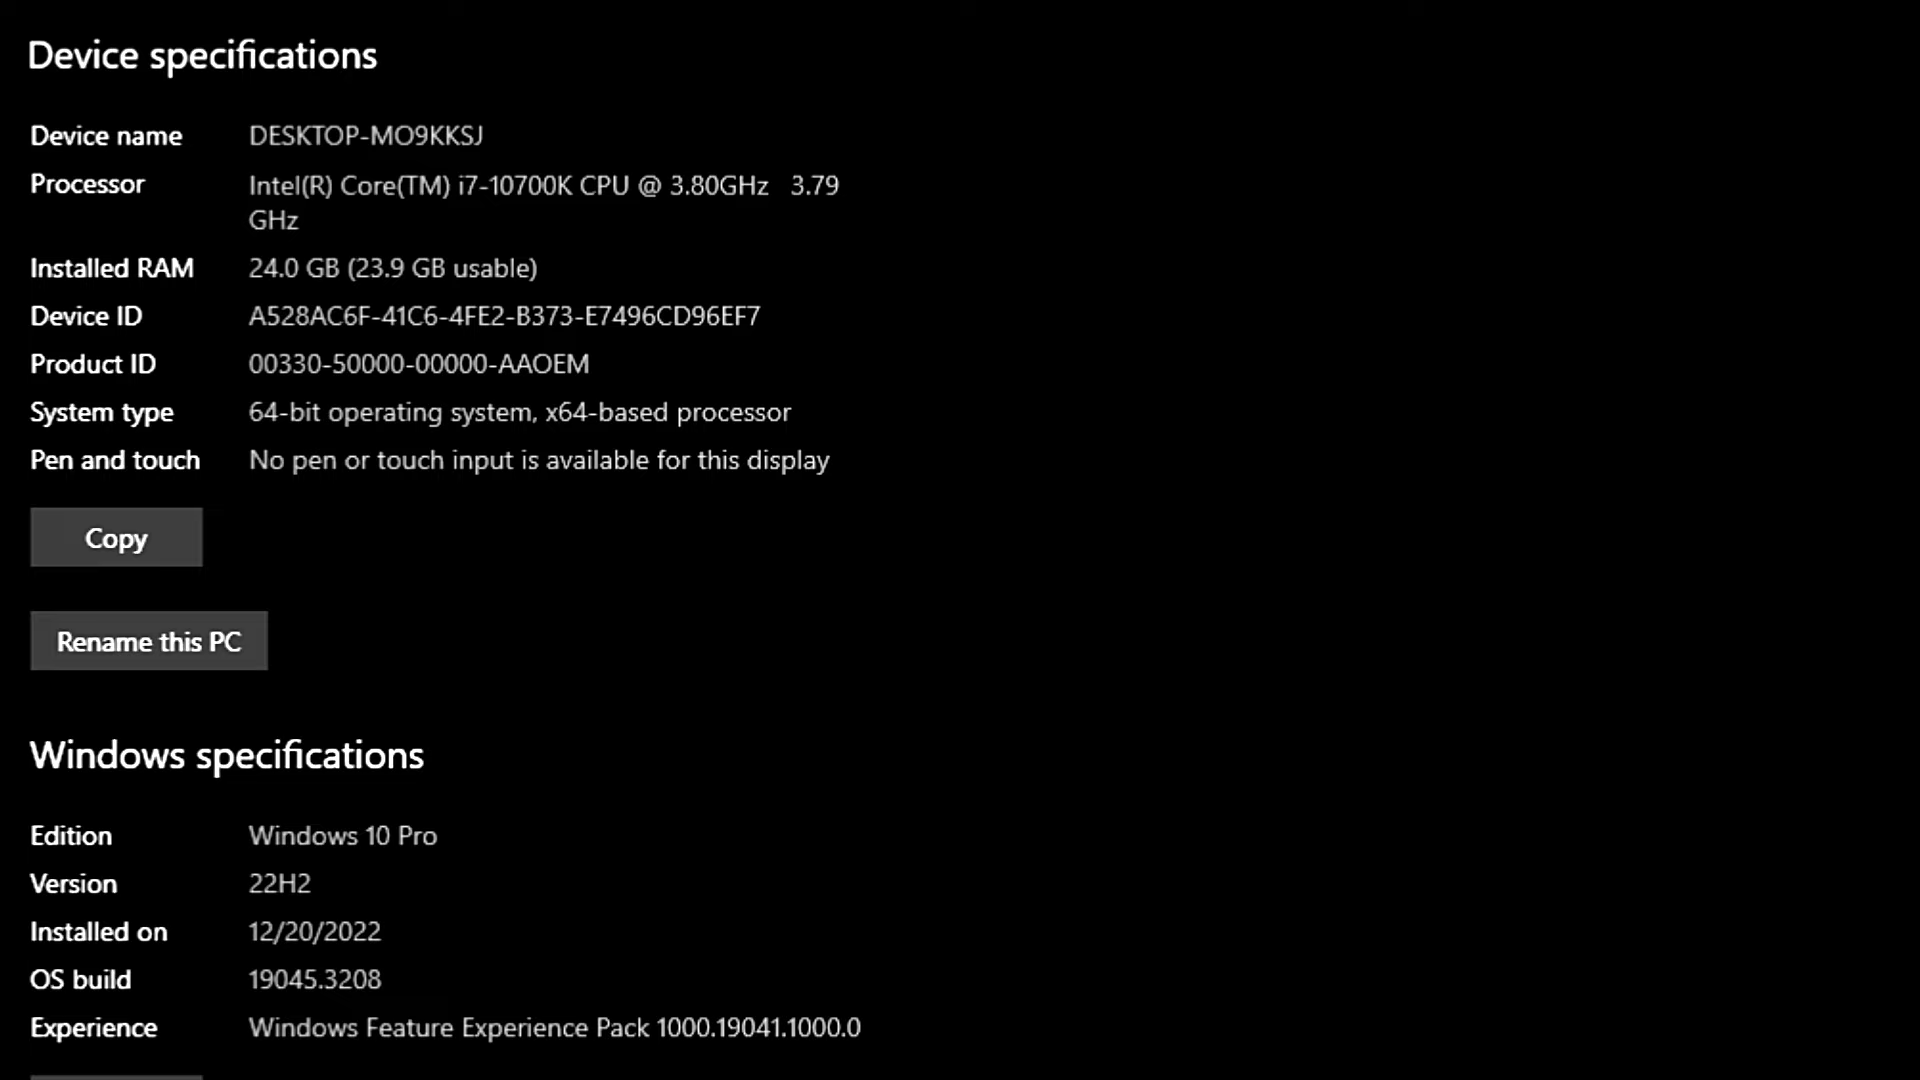 Device specifications
Device name DESKTOP-MO9KKSJ
Processor Intel(R) Core(TM) i7-10700K CPU @ 3.80GHz 3.79
GHz
Installed RAM 24.0 GB (23.9 GB usable)
Device ID A528AC6F-41C6-4FE2-B373-E7496CD96EF7
Product ID 00330-50000-00000-AAOEM
System type 64-bit operating system, x64-based processor
Pen and touch No pen or touch input is available for this display
Copy
Rename this PC
Windows specifications
Edition Windows 10 Pro
Version 22H2
Installed on 12/20/2022
OS build 19045.3208
Experience Windows Feature Experience Pack 1000.19041.1000.0